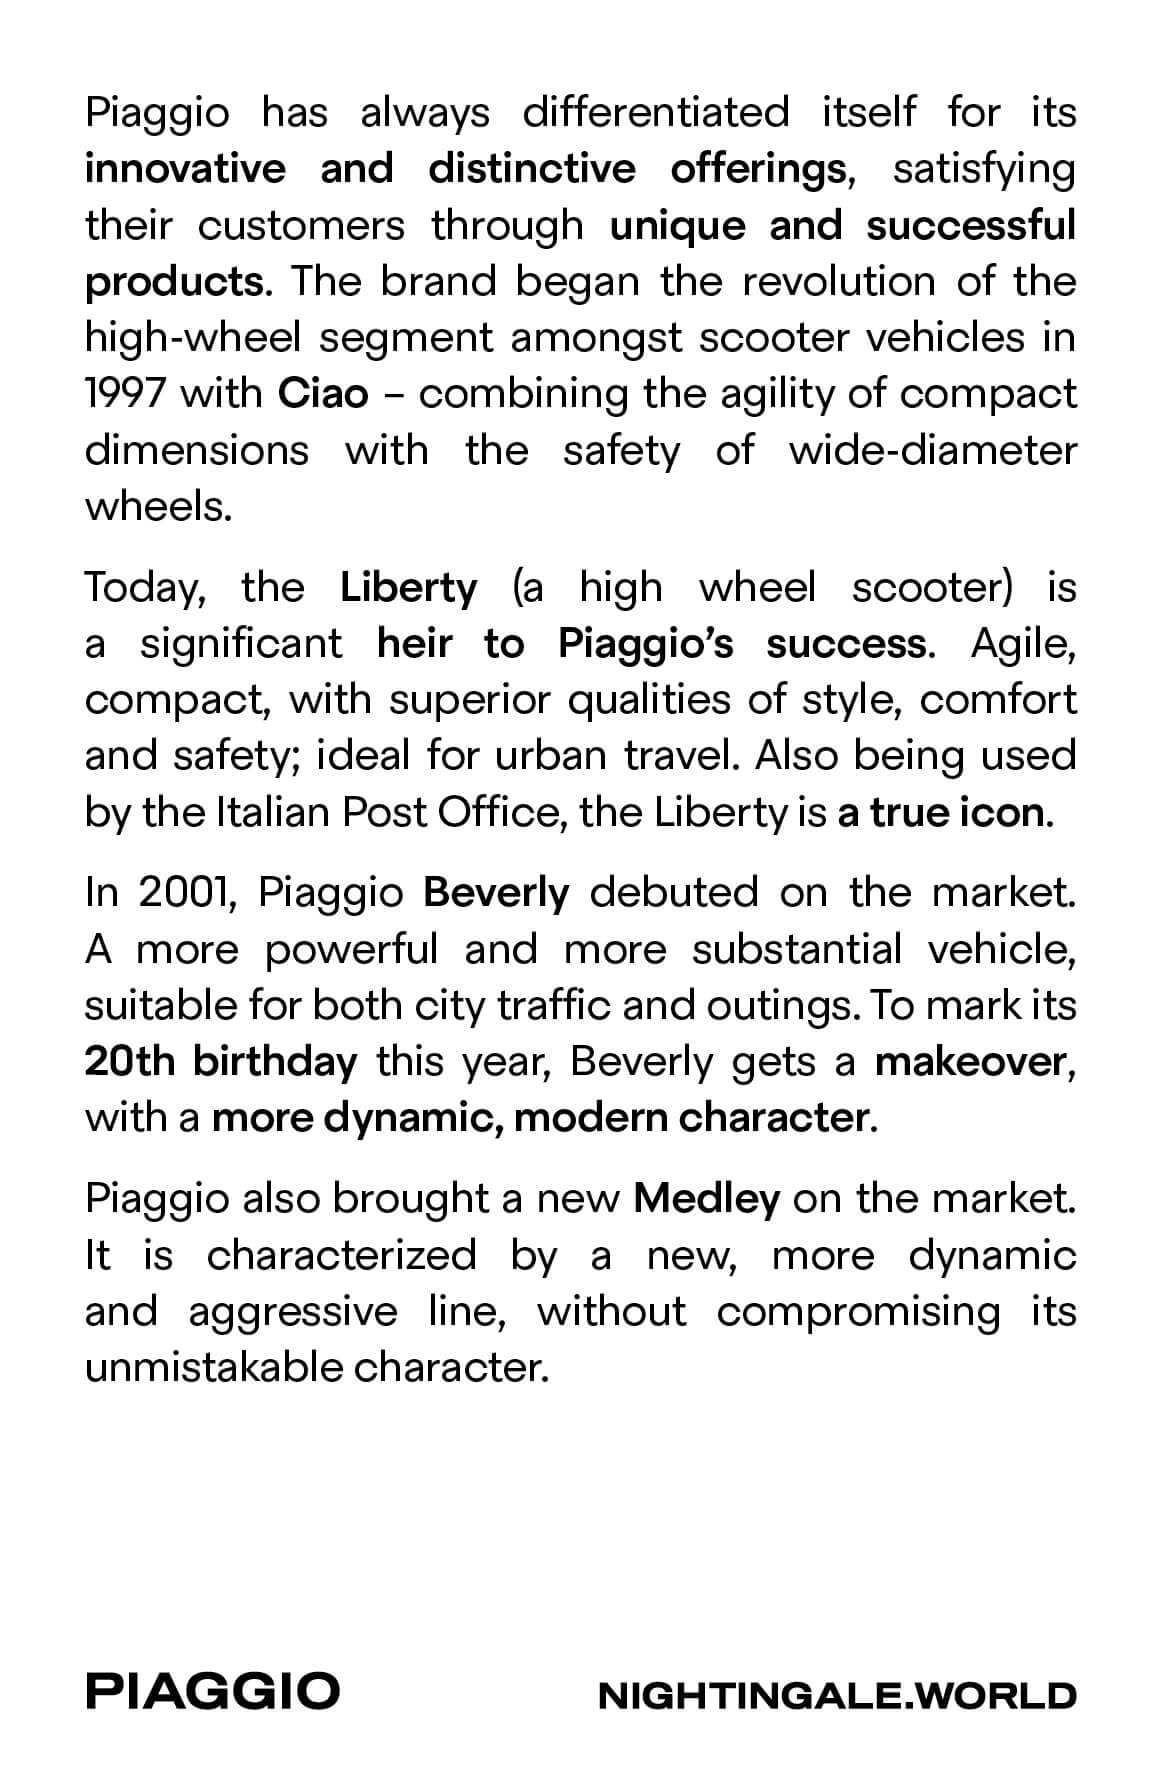 Piaggio has always differentiated itself for its
innovative and distinctive offerings, satisfying
their customers through unique and successful
products. The brand began the revolution of the
high-wheel segment amongst scooter vehicles in
1997 with Ciao – combining the agility of compact
dimensions with the safety of wide-diameter
wheels.
Today, the Liberty (a high wheel scooter) is
a significant heir to Piaggio’s success. Agile,
compact, with superior qualities of style, comfort
and safety; ideal for urban travel. Also being used
by the Italian Post Office, the Liberty is a true icon.
In 2001, Piaggio Beverly debuted on the market.
A more powerful and more substantial vehicle,
suitable for both city traffic and outings. To mark its
20th birthday this year, Beverly gets a makeover,
with a more dynamic, modern character.
Piaggio also brought a new Medley on the market.
It is characterized by a new, more dynamic
and aggressive line, without compromising its
unmistakable character.
PIAGGIO
NIGHTINGALE.WORLD